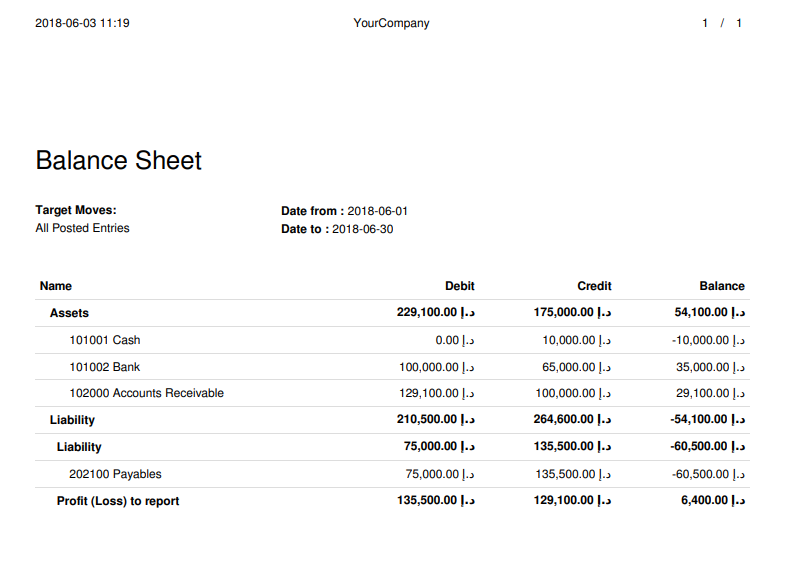 2018-06-03 11:19 YourCompany 1 / 1
Balance Sheet
Target Moves: Date from : 2018-06-01
All Posted Entries Date to : 2018-06-30
Name Debit Credit Balance
Assets 229,100.00 د.إ 175,000.00 د.إ 54,100.00 د.إ
101001 Cash 0.00 د.إ 10,000.00 د.إ -10,000.00 د.إ
101002 Bank 100,000.00 د.إ 65,000.00 د.إ 35,000.00 د.إ
102000 Accounts Receivable 129,100.00 د.إ 100,000.00 د.إ 29,100.00 د.إ
Liability 210,500.00 د.إ 264,600.00 د.إ -54,100.00 د.إ
Liability 75,000.00 د.إ 135,500.00 د.إ -60,500.00 د.إ
202100 Payables 75,000.00 د.إ 135,500.00 د.إ -60,500.00 د.إ
Profit (Loss) to report 135,500.00 د.إ 129,100.00 د.إ 6,400.00 د.إ